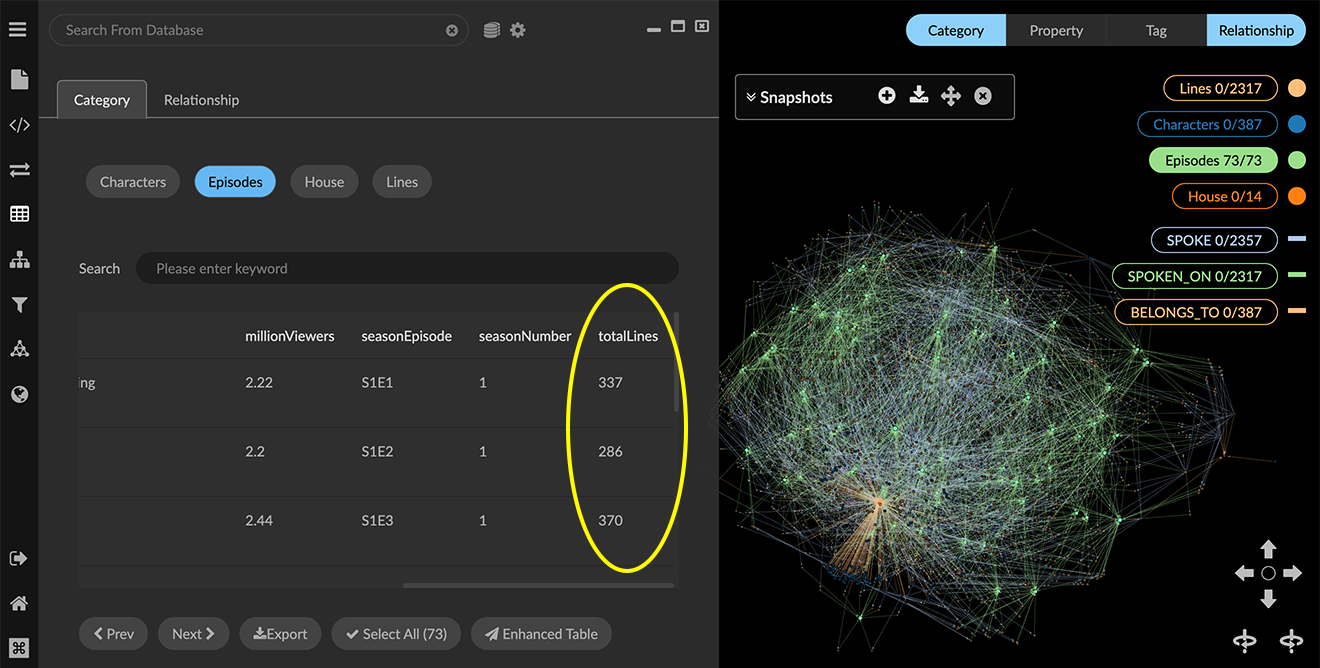 Search From Database
Category
Relationship
Characters
Episodes
House
Lines
Search
Please enter keyword
millionViewers seasonEpisode seasonNumber totalLines
ing 2.22 S1E1 1 337
2.2 S1E2 1 286
2.44 S1E3 1 370
Prev
Next
Export
Select All (73)
Enhanced Table
Category
Property
Tag
Relationship
Snapshots
Lines 0/2317
Characters 0/387
Episodes 73/73
House 0/14
SPOKE 0/2357
SPOKEN_ON 0/2317
BELONGS_TO 0/387